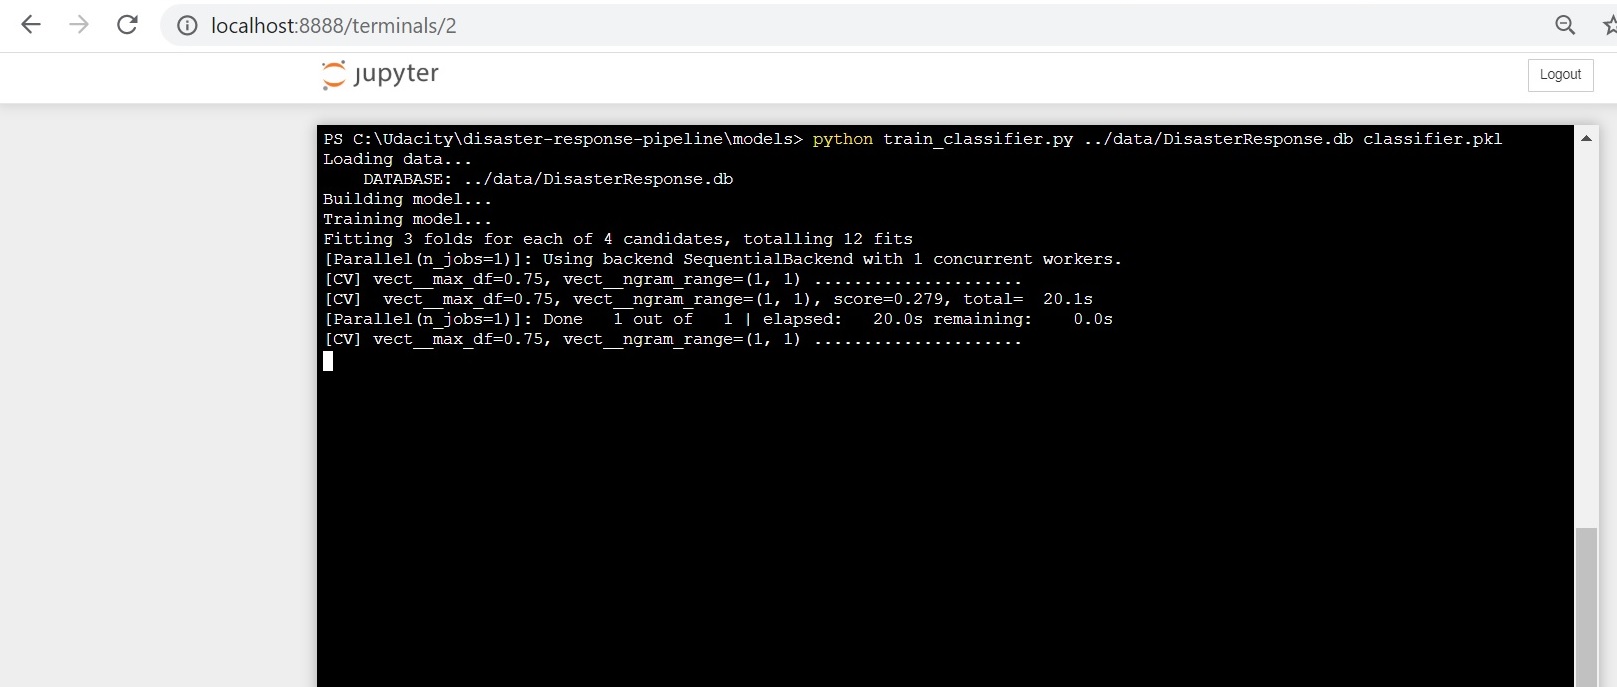 localhost:8888/terminals/2
jupyter
Logout
PS C:\Udacity\disaster-response-pipeline\models> python train_classifier.py ../data/DisasterResponse.db classifier.pkl
Loading data...
    DATABASE: ../data/DisasterResponse.db
Building model...
Training model...
Fitting 3 folds for each of 4 candidates, totalling 12 fits
[Parallel(n_jobs=1)]: Using backend SequentialBackend with 1 concurrent workers.
[CV] vect__max_df=0.75, vect__ngram_range=(1, 1) .....................
[CV]  vect__max_df=0.75, vect__ngram_range=(1, 1), score=0.279, total=  20.1s
[Parallel(n_jobs=1)]: Done   1 out of   1 | elapsed:   20.0s remaining:    0.0s
[CV] vect__max_df=0.75, vect__ngram_range=(1, 1) .....................